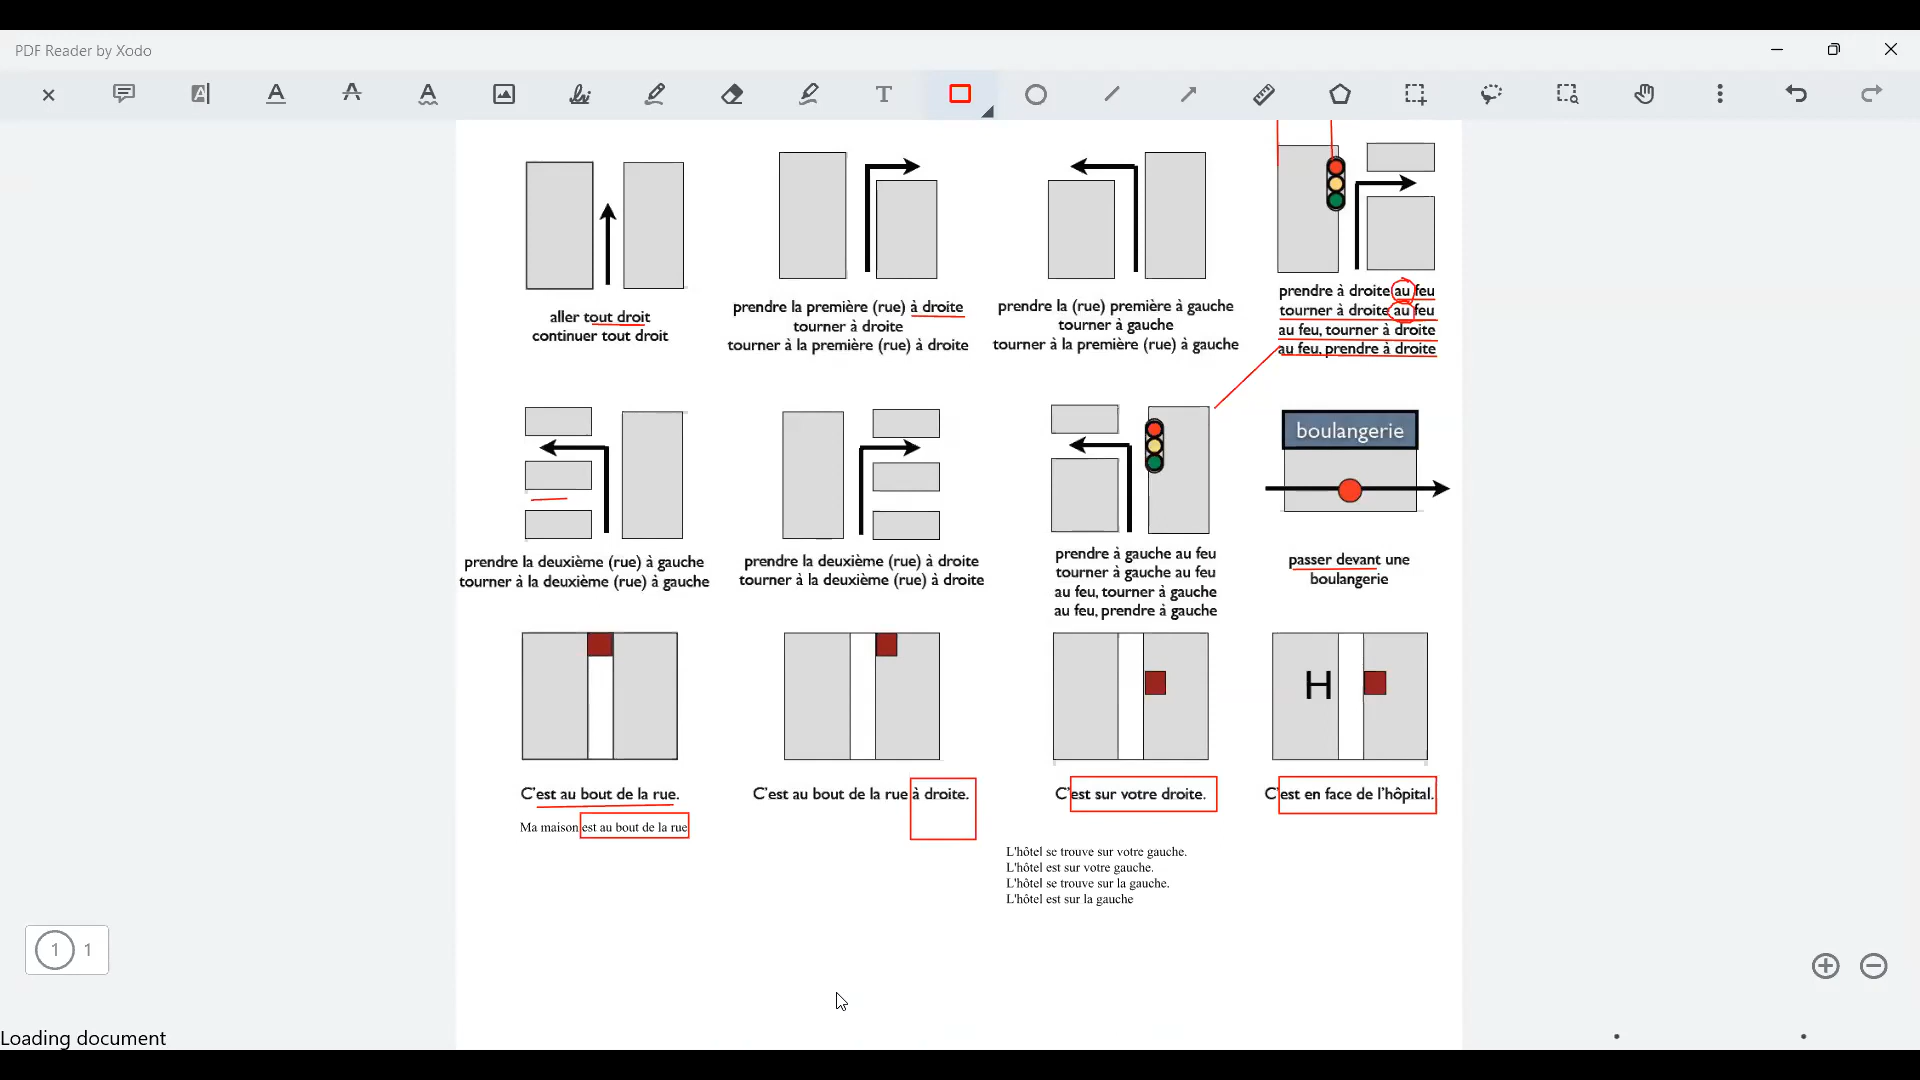 PDF Reader by Xodo
aller tout droit
continuer tout droit
prendre la première (rue) à droite
tourner à droite
tourner à la première (rue) à droite
prendre la (rue) première à gauche
tourner à gauche
tourner à la première (rue) à gauche
prendre à droite au feu
tourner à droite au feu
au feu, tourner à droite
au feu, prendre à droite
prendre la deuxième (rue) à gauche
tourner à la deuxième (rue) à gauche
prendre la deuxième (rue) à droite
tourner à la deuxième (rue) à droite
prendre à gauche au feu
tourner à gauche au feu
au feu, tourner à gauche
au feu, prendre à gauche
boulangerie
passer devant une
boulangerie
H
C'est au bout de la rue.
Ma maison est au bout de la rue
C'est au bout de la rue à droite.
C'est sur votre droite.
C'est en face de l'hôpital.
L'hôtel se trouve sur votre gauche.
L'hôtel est sur votre gauche.
L'hôtel se trouve sur la gauche.
L'hôtel est sur la gauche
1 1
Loading document